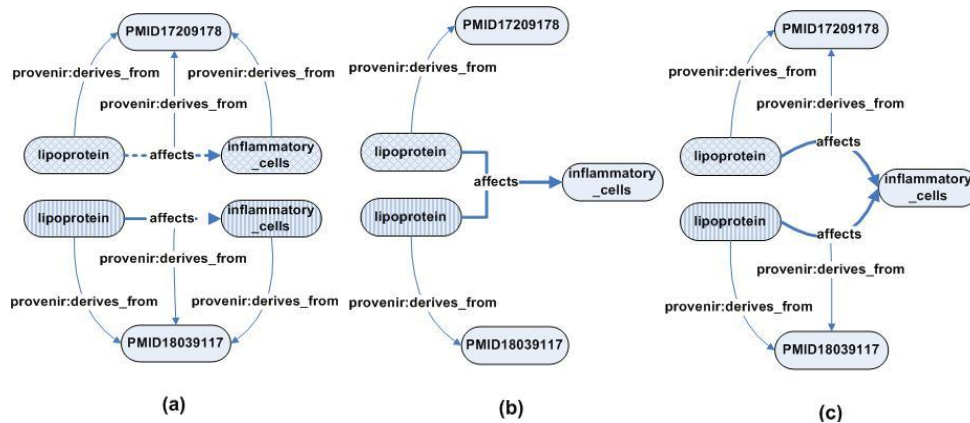 PMID17209178
provenir:derives_from
provenir:derives_from
provenir:derives_from
lipoprotein
affects
inflammatory
_cells
lipoprotein
affects
inflammatory
_cells
provenir:derives_from
provenir:derives_from
provenir:derives_from
PMID18039117
(a)
PMID17209178
provenir:derives_from
lipoprotein
affects
inflammatory
_cells
lipoprotein
provenir:derives_from
PMID18039117
(b)
PMID17209178
provenir:derives_from
provenir:derives_from
lipoprotein
affects
inflammatory
_cells
lipoprotein
affects
provenir:derives_from
provenir:derives_from
PMID18039117
(c)